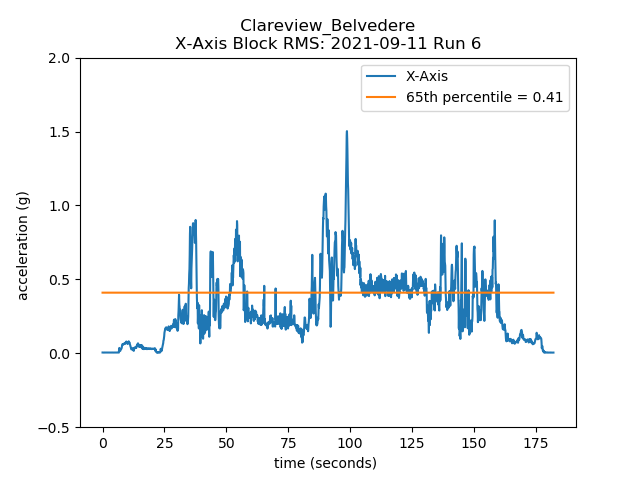 Clareview_Belvedere
X-Axis Block RMS: 2021-09-11 Run 6
X-Axis
65th percentile = 0.41
acceleration (g)
2.0
1.5
1.0
0.5
0.0
−0.5
0 25 50 75 100 125 150 175
time (seconds)